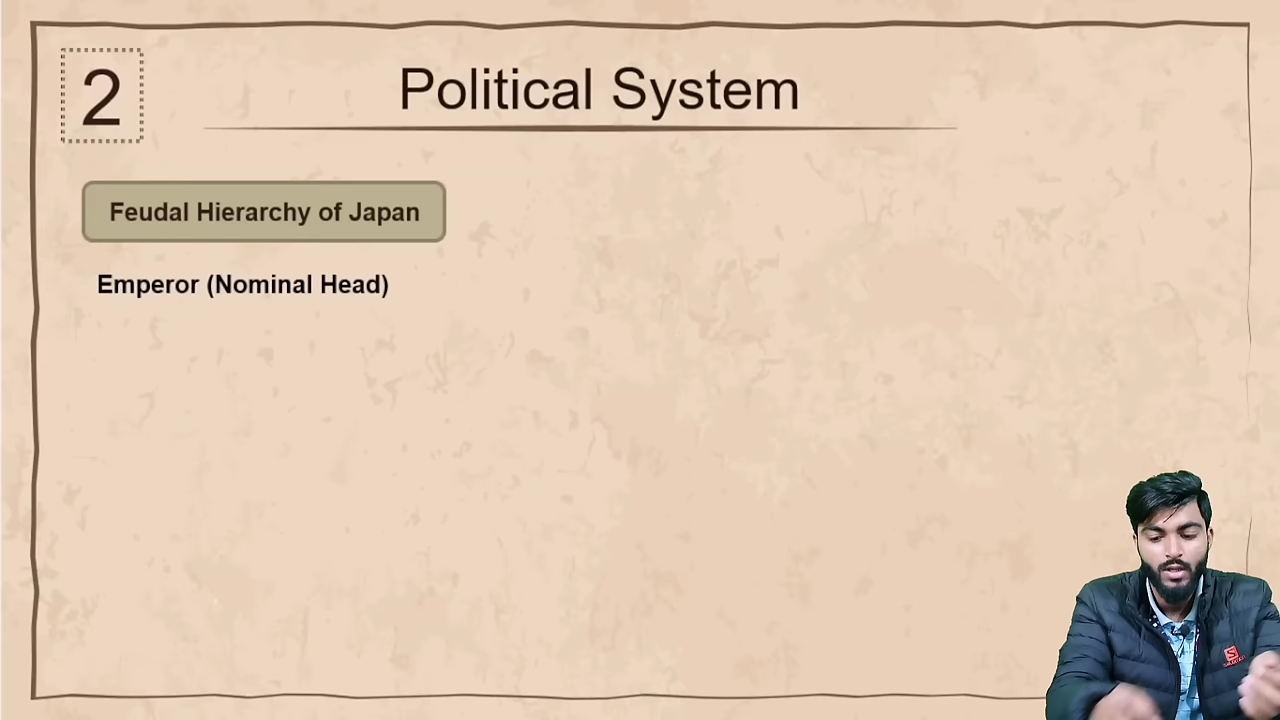 2
Political System
Feudal Hierarchy of Japan
Emperor (Nominal Head)